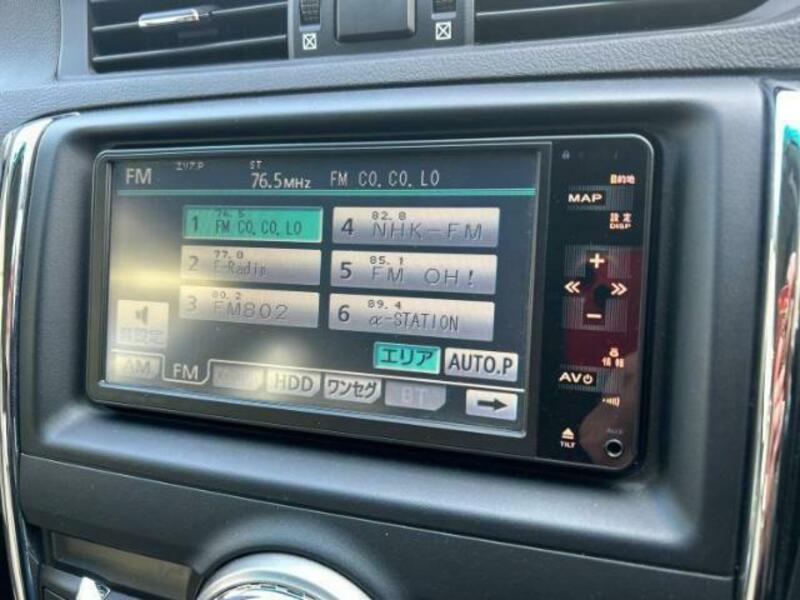 FM エリアP ST 76.5MHz FM CO.CO.LO
1 76.5 FM CO.CO.LO
4 82.8 NHK-FM
2 77.0 E-Radio
5 85.1 FM OH!
3 80.2 FM802
6 89.4 α-STATION
音設定
エリア AUTO.P
AM FM HDD ワンセグ BT
目的地
MAP
設定
DISP
+
-
情報
AV
TILT
AUX